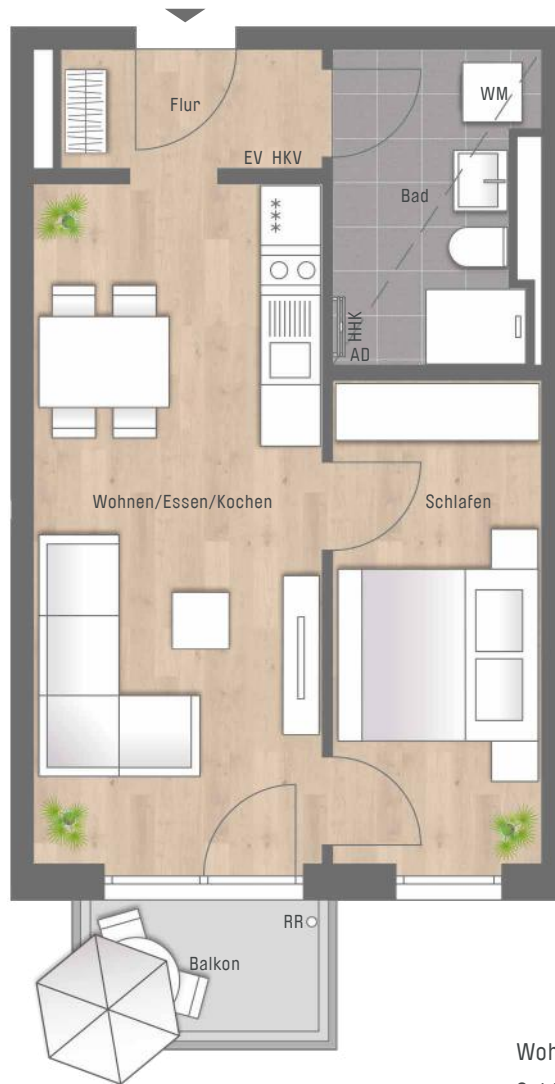 Flur
WM
EV HKV
Bad
HHK
AD
Wohnen/Essen/Kochen
Schlafen
RR
Balkon
Woh